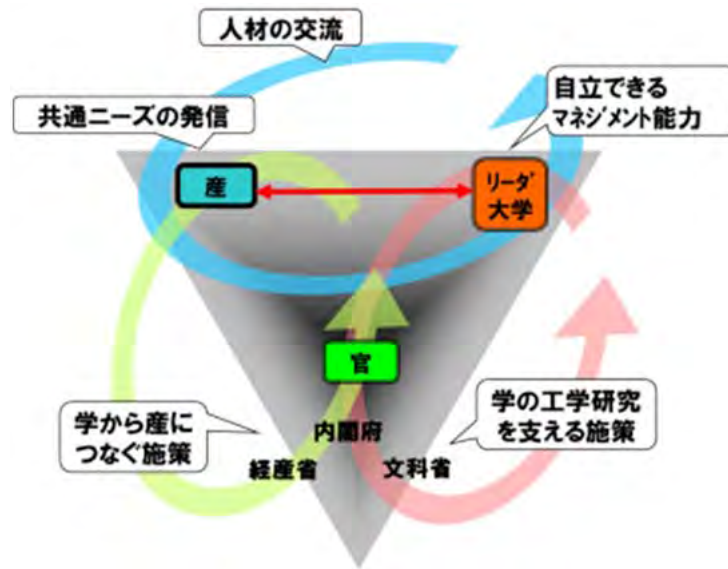 人材の交流
共通ニーズの発信
自立できる
マネジメント能力
産
リーダ
大学
官
学から産に
つなぐ施策
内閣府
経産省
文科省
学の工学研究
を支える施策